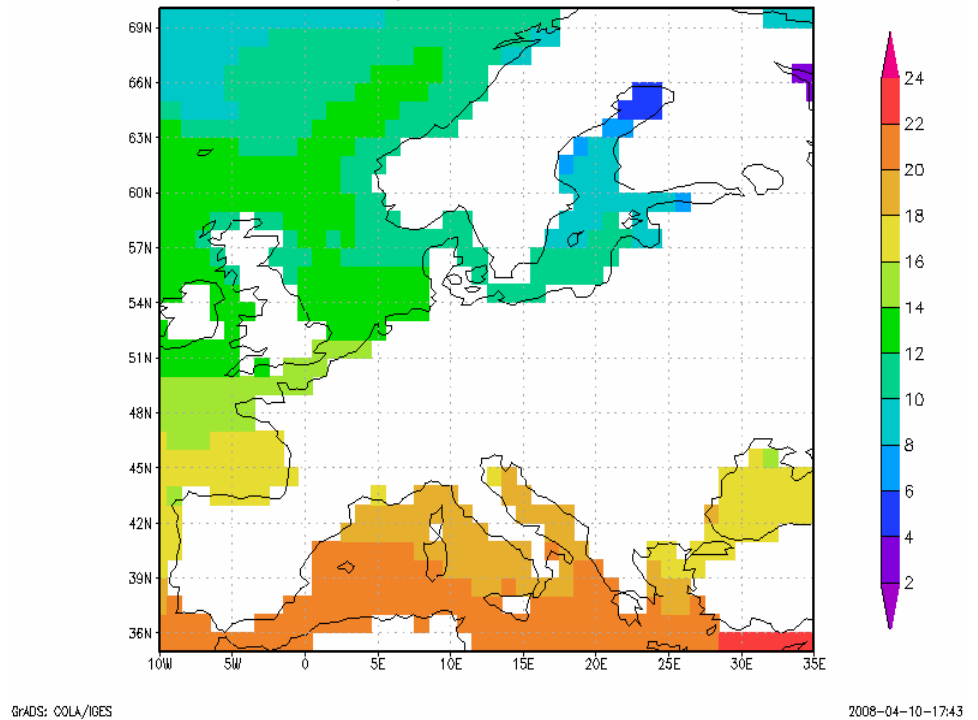 69N
66N
63N
60N
57N
54N
51N
48N
45N
42N
39N
36N
10W 5W 0 5E 10E 15E 20E 25E 30E 35E
24
22
20
18
16
14
12
10
8
6
4
2
GrADS: COLA/IGES 2008-04-10-17:43